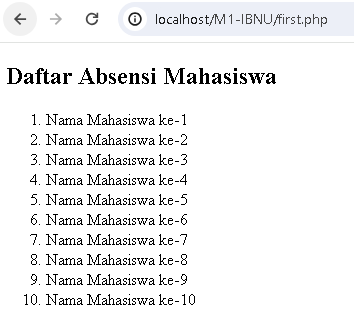 localhost/M1-IBNU/first.php
Daftar Absensi Mahasiswa
1. Nama Mahasiswa ke-1
2. Nama Mahasiswa ke-2
3. Nama Mahasiswa ke-3
4. Nama Mahasiswa ke-4
5. Nama Mahasiswa ke-5
6. Nama Mahasiswa ke-6
7. Nama Mahasiswa ke-7
8. Nama Mahasiswa ke-8
9. Nama Mahasiswa ke-9
10. Nama Mahasiswa ke-10